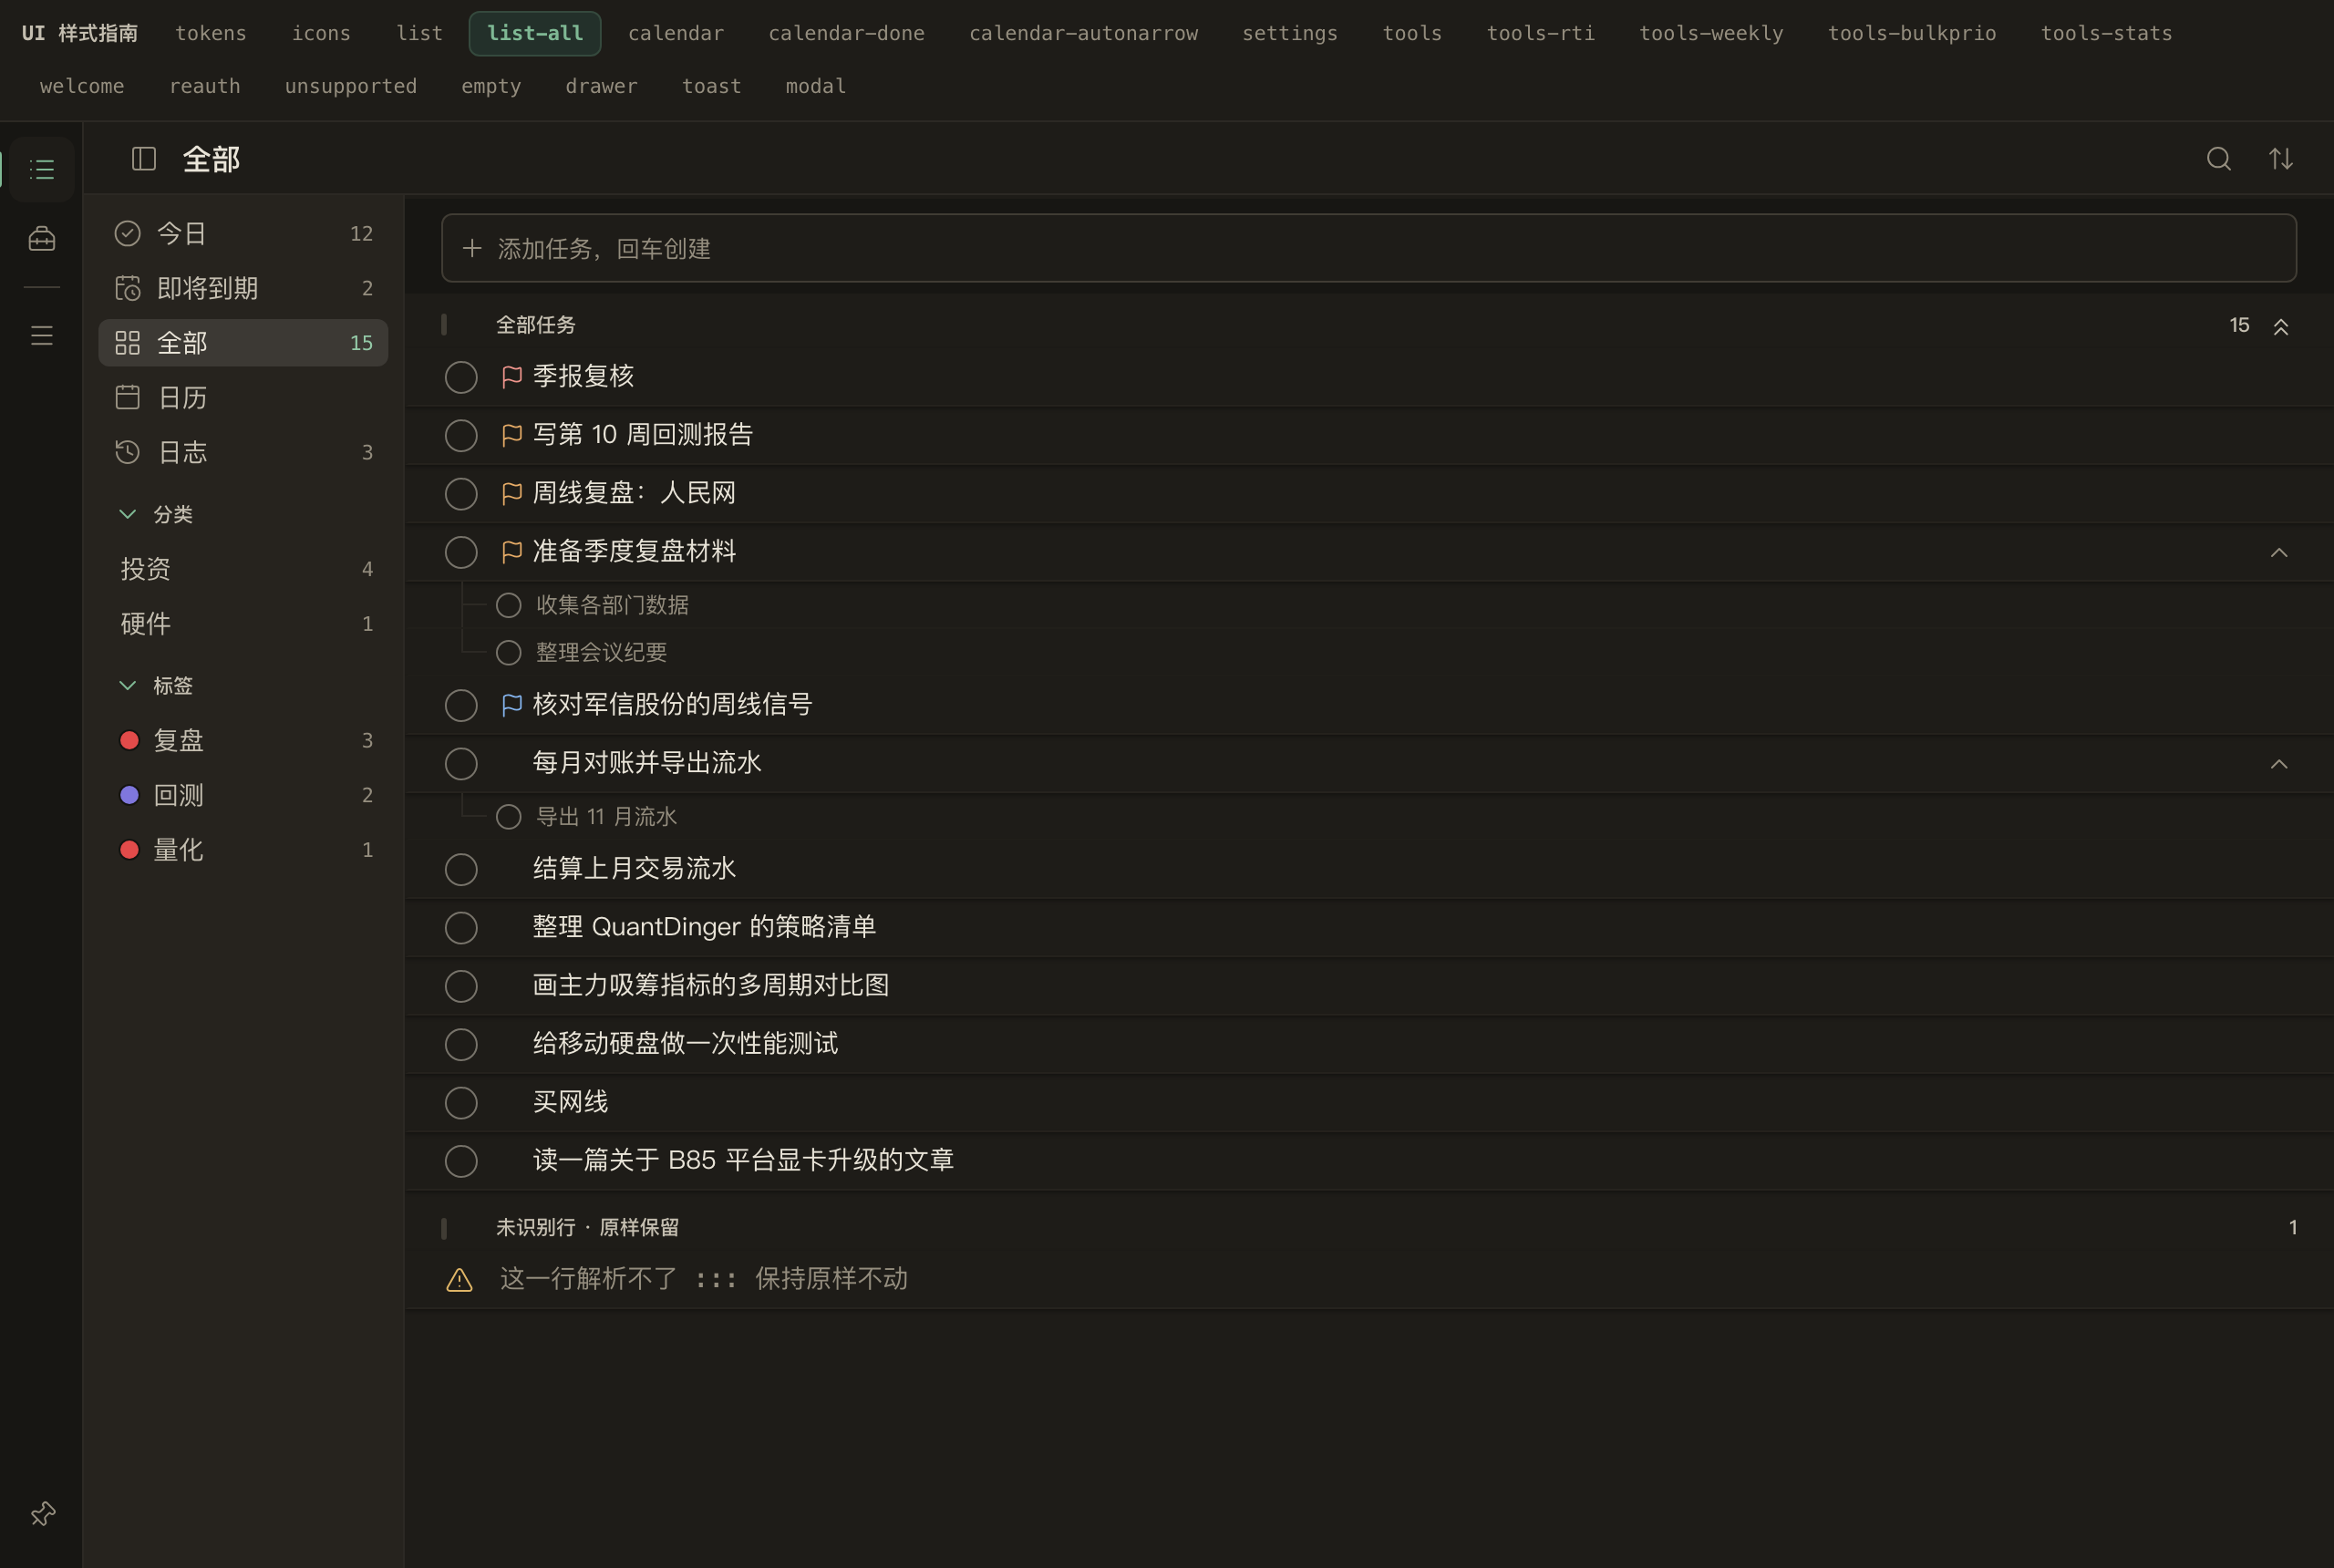 UI 样式指南 tokens icons list list-all calendar calendar-done calendar-autonarrow settings tools tools-rti tools-weekly tools-bulkprio tools-stats
welcome reauth unsupported empty drawer toast modal
全部
今日 12
即将到期 2
全部 15
日历
日志 3
分类
投资 4
硬件 1
标签
复盘 3
回测 2
量化 1
添加任务，回车创建
全部任务 15
季报复核
写第 10 周回测报告
周线复盘：人民网
准备季度复盘材料
收集各部门数据
整理会议纪要
核对军信股份的周线信号
每月对账并导出流水
导出 11 月流水
结算上月交易流水
整理 QuantDinger 的策略清单
画主力吸筹指标的多周期对比图
给移动硬盘做一次性能测试
买网线
读一篇关于 B85 平台显卡升级的文章
未识别行 · 原样保留 1
这一行解析不了 ::: 保持原样不动